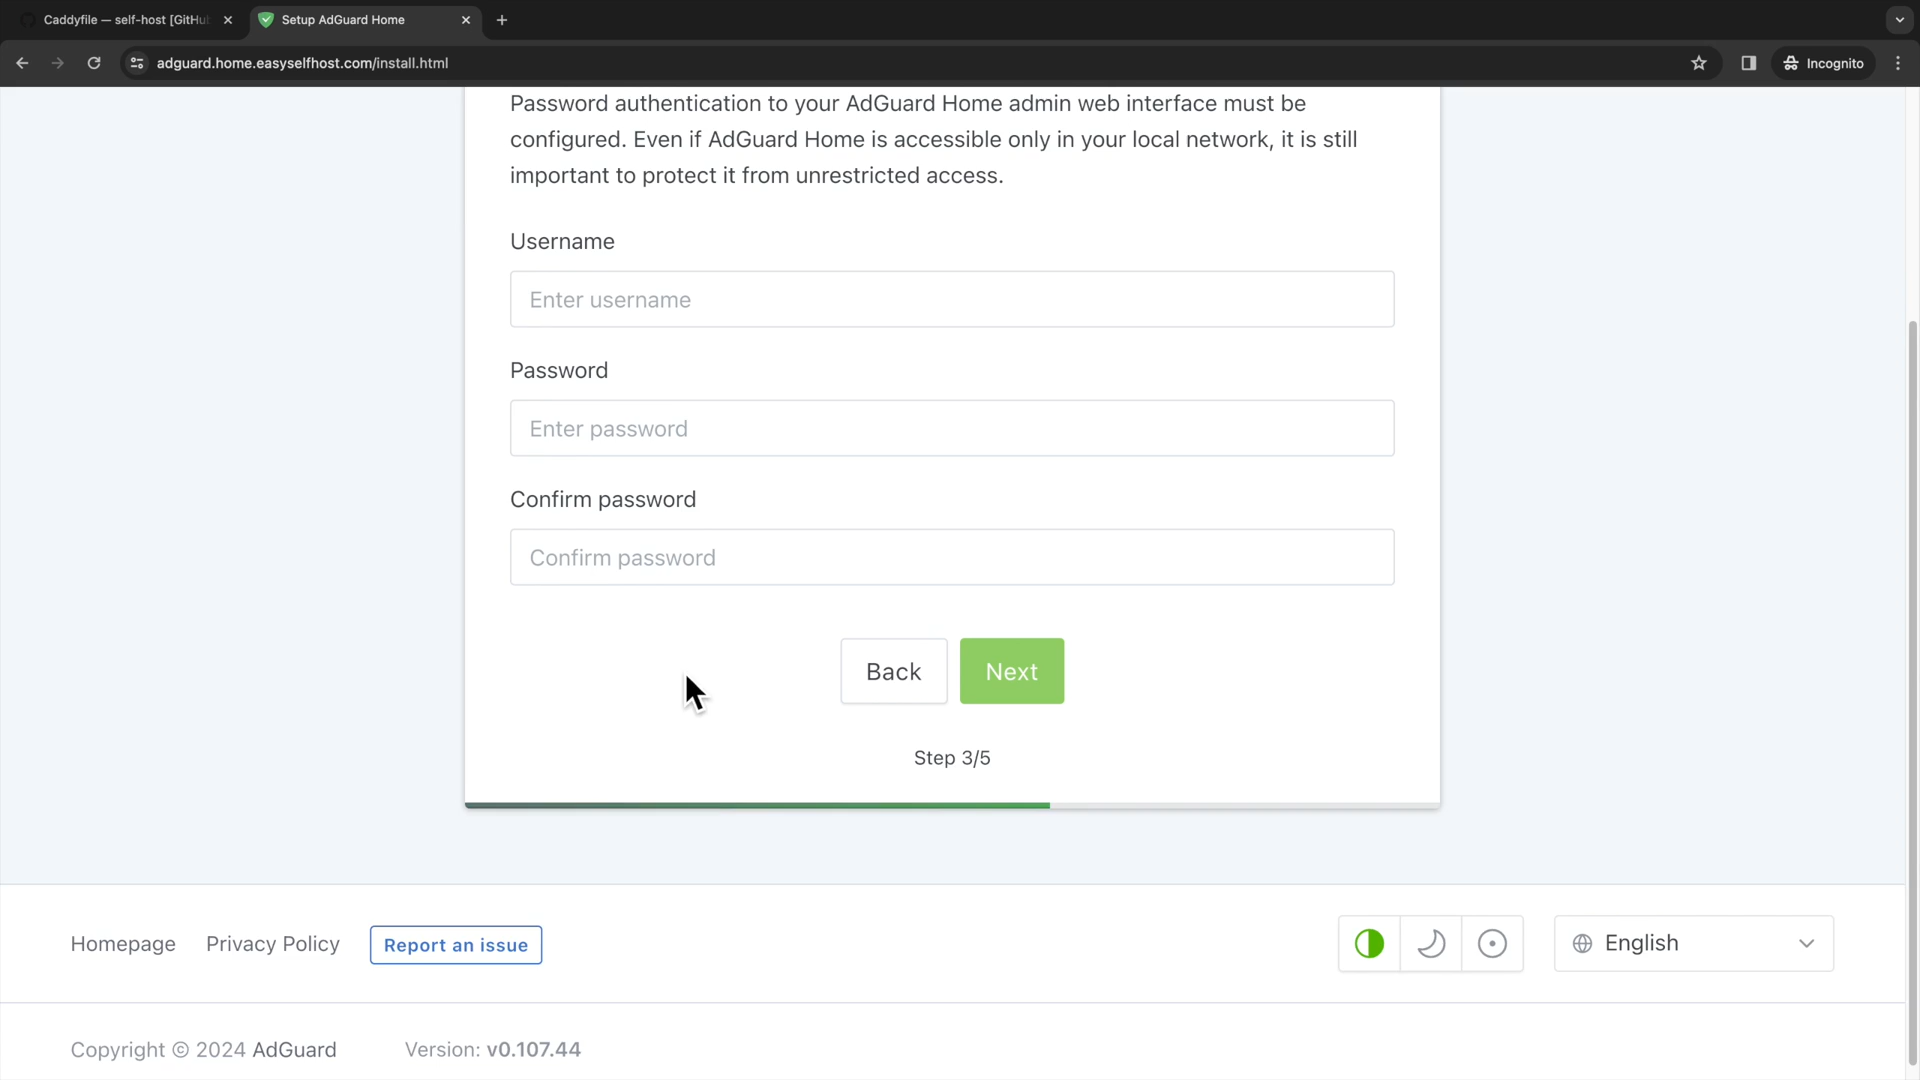 Caddyfile — self-host [GitHu
Setup AdGuard Home
adguard.home.easyselfhost.com/install.html
Incognito
Password authentication to your AdGuard Home admin web interface must be
configured. Even if AdGuard Home is accessible only in your local network, it is still
important to protect it from unrestricted access.
Username
Enter username
Password
Enter password
Confirm password
Confirm password
Back
Next
Step 3/5
Homepage
Privacy Policy
Report an issue
English
Copyright © 2024 AdGuard
Version: v0.107.44